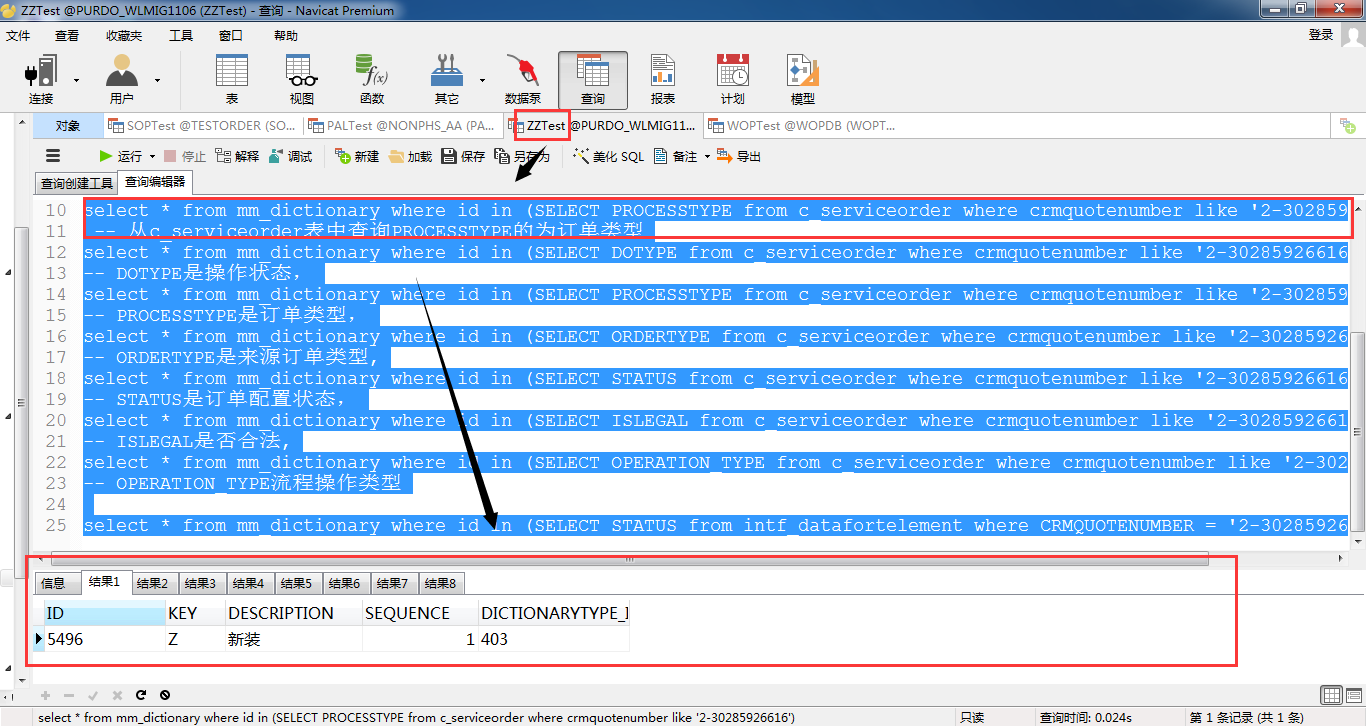 ZZTest @PURDO_WLMIG1106 (ZZTest) - 查询 - Navicat Premium
文件 查看 收藏夹 工具 窗口 帮助 登录
连接 用户 表 视图 函数 其它 数据泵 查询 报表 计划 模型
对象 SOPTest @TESTORDER (SO... PALTest @NONPHS_AA (PA... ZZTest @PURDO_WLMIG11... WOPTest @WOPDB (WOPT...
运行 停止 解释 调试 新建 加载 保存 另存为 美化 SQL 备注 导出
查询创建工具 查询编辑器
10 select * from mm_dictionary where id in (SELECT PROCESSTYPE from c_serviceorder where crmquotenumber like '2-302859
11 -- 从c_serviceorder表中查询PROCESSTYPE的为订单类型
12 select * from mm_dictionary where id in (SELECT DOTYPE from c_serviceorder where crmquotenumber like '2-30285926616
13 -- DOTYPE是操作状态，
14 select * from mm_dictionary where id in (SELECT PROCESSTYPE from c_serviceorder where crmquotenumber like '2-302859
15 -- PROCESSTYPE是订单类型，
16 select * from mm_dictionary where id in (SELECT ORDERTYPE from c_serviceorder where crmquotenumber like '2-30285926
17 -- ORDERTYPE是来源订单类型，
18 select * from mm_dictionary where id in (SELECT STATUS from c_serviceorder where crmquotenumber like '2-30285926616
19 -- STATUS是订单配置状态，
20 select * from mm_dictionary where id in (SELECT ISLEGAL from c_serviceorder where crmquotenumber like '2-3028592661
21 -- ISLEGAL是否合法，
22 select * from mm_dictionary where id in (SELECT OPERATION_TYPE from c_serviceorder where crmquotenumber like '2-302
23 -- OPERATION_TYPE流程操作类型
24
25 select * from mm_dictionary where id in (SELECT STATUS from intf_datafortelement where CRMQUOTENUMBER = '2-30285926
信息 结果1 结果2 结果3 结果4 结果5 结果6 结果7 结果8
ID KEY DESCRIPTION SEQUENCE DICTIONARYTYPE_I
5496 Z 新装 1 403
select * from mm_dictionary where id in (SELECT PROCESSTYPE from c_serviceorder where crmquotenumber like '2-30285926616') 只读 查询时间: 0.024s 第 1 条记录 (共 1 条)